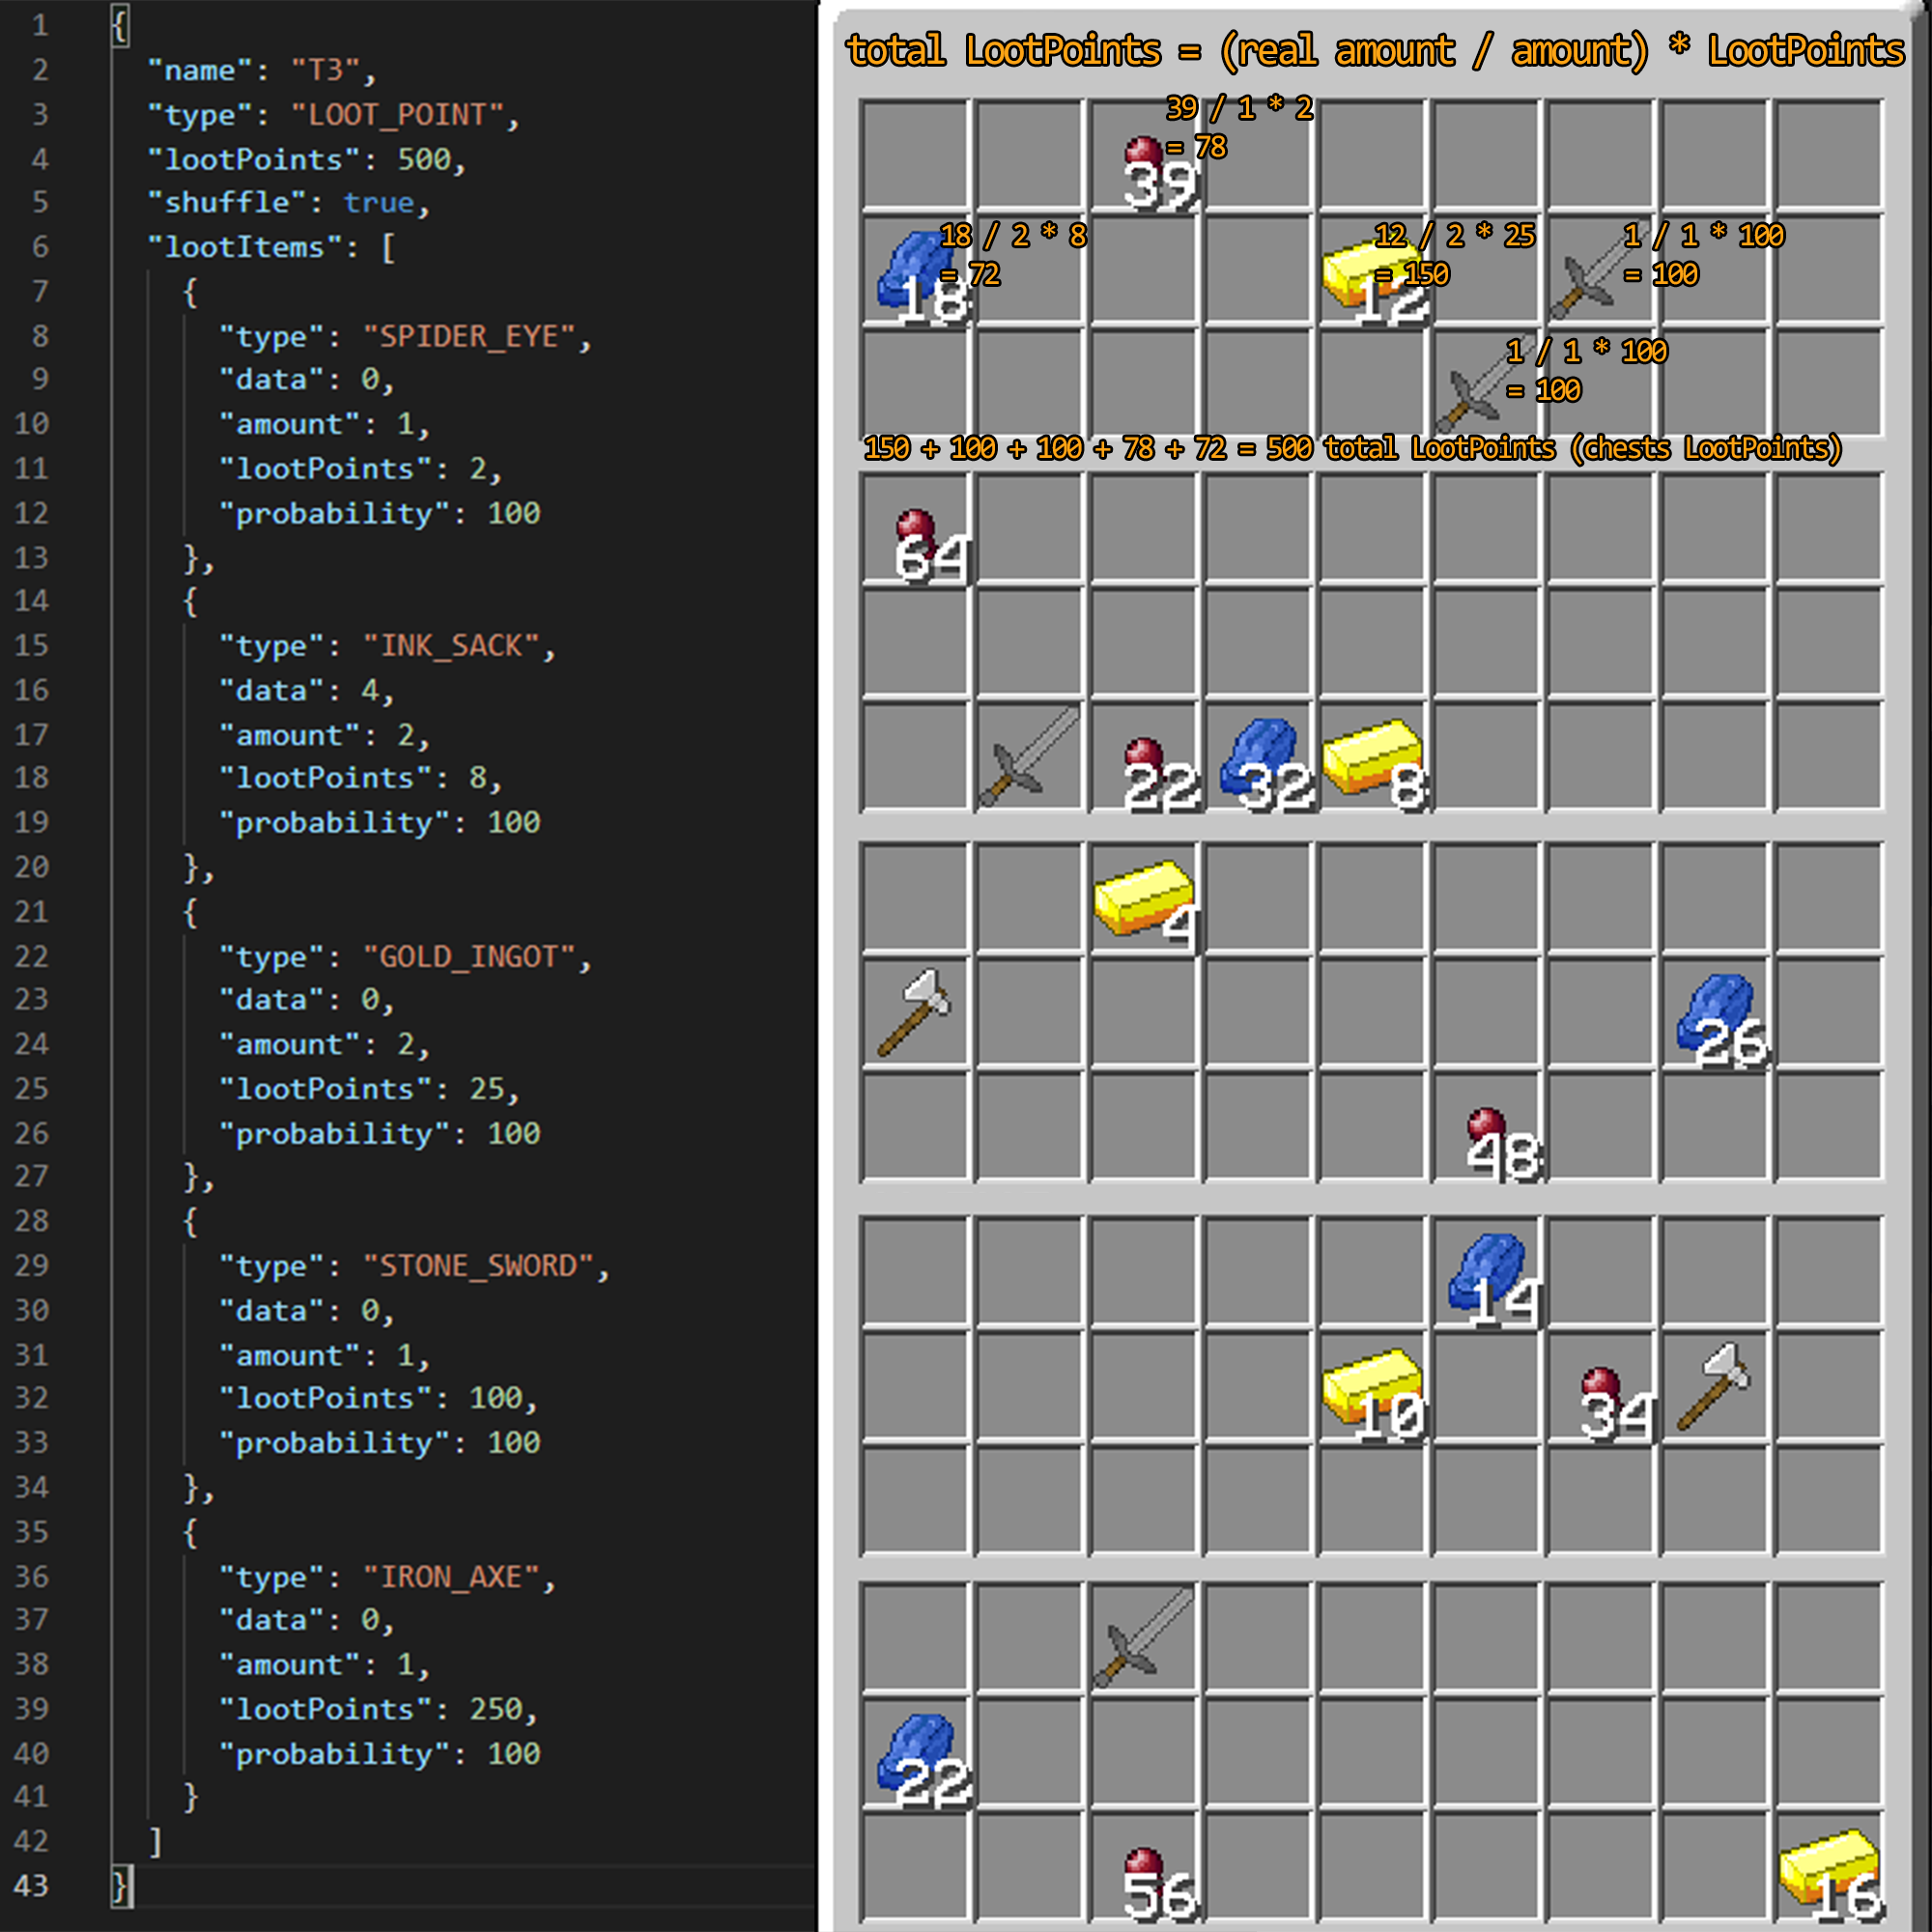 1 {
2 "name": "T3",
3 "type": "LOOT_POINT",
4 "lootPoints": 500,
5 "shuffle": true,
6 "lootItems": [
7 {
8 "type": "SPIDER_EYE",
9 "data": 0,
10 "amount": 1,
11 "lootPoints": 2,
12 "probability": 100
13 },
14 {
15 "type": "INK_SACK",
16 "data": 4,
17 "amount": 2,
18 "lootPoints": 8,
19 "probability": 100
20 },
21 {
22 "type": "GOLD_INGOT",
23 "data": 0,
24 "amount": 2,
25 "lootPoints": 25,
26 "probability": 100
27 },
28 {
29 "type": "STONE_SWORD",
30 "data": 0,
31 "amount": 1,
32 "lootPoints": 100,
33 "probability": 100
34 },
35 {
36 "type": "IRON_AXE",
37 "data": 0,
38 "amount": 1,
39 "lootPoints": 250,
40 "probability": 100
41 }
42 ]
43 }
total LootPoints = (real amount / amount) * LootPoints
39 / 1 * 2
= 78
39
18 / 2 * 8
= 72
18
12 / 2 * 25
= 150
12
1 / 1 * 100
= 100
1 / 1 * 100
= 100
150 + 100 + 100 + 78 + 72 = 500 total LootPoints (chests LootPoints)
64
22 32 8
4
26
48
14
10 34
22
56 16